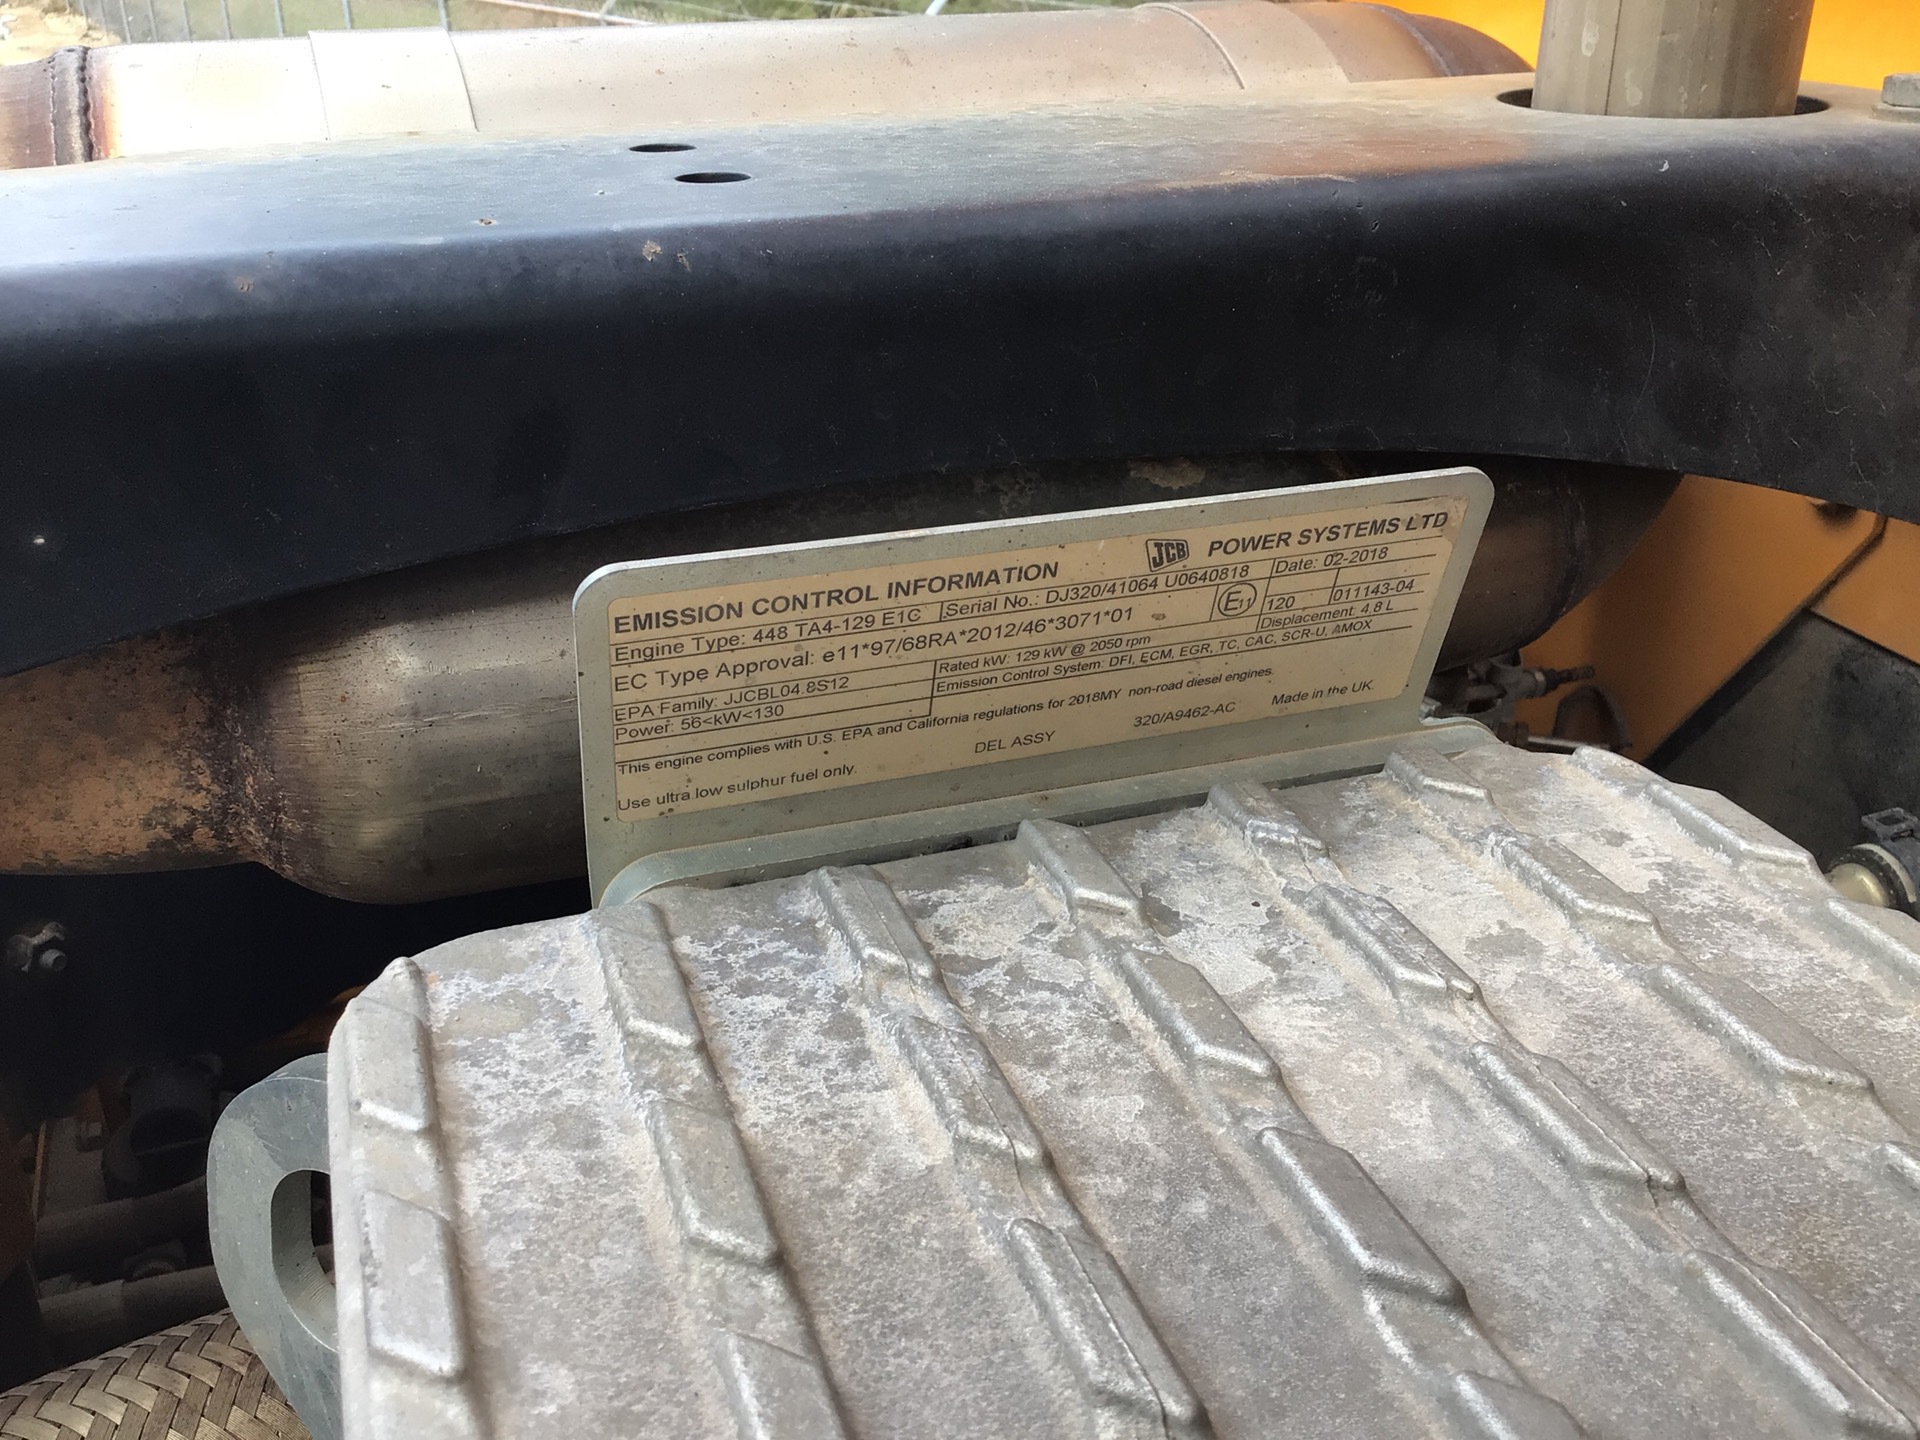 EMISSION CONTROL INFORMATION JCB POWER SYSTEMS LTD
Engine Type: 448 TA4-129 E1C Serial No.: DJ320/41064 U0640818 Date: 02-2018
EC Type Approval: e11*97/68RA*2012/46*3071*01 E11 120 011143-04
EPA Family: JJCBL04.8S12 Rated kW: 129 kW @ 2050 rpm Displacement: 4.8 L
Power: 56<kW<130 Emission Control System: DFI, ECM, EGR, TC, CAC, SCR-U, AMOX
This engine complies with U.S. EPA and California regulations for 2018MY non-road diesel engines.
Use ultra low sulphur fuel only. DEL ASSY 320/A9462-AC Made in the UK.